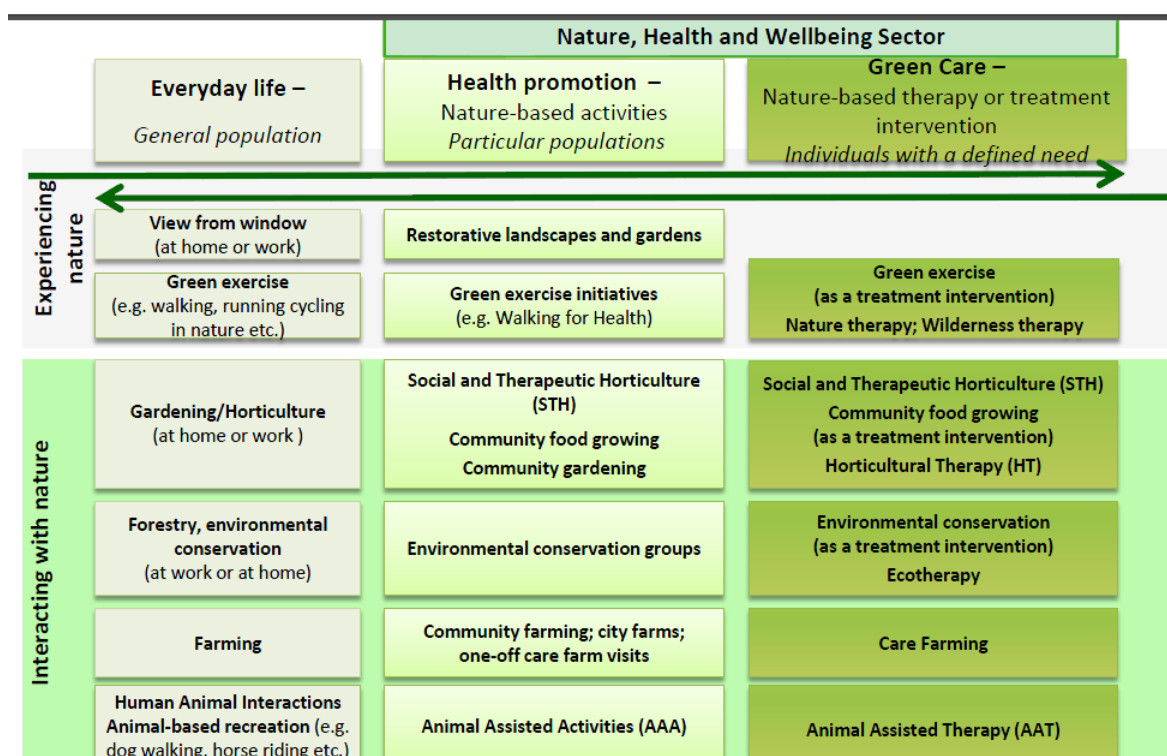 Nature, Health and Wellbeing Sector
Everyday life –
General population
Health promotion –
Nature-based activities
Particular populations
Green Care –
Nature-based therapy or treatment
intervention
Individuals with a defined need
Experiencing
nature
View from window
(at home or work)
Restorative landscapes and gardens
Green exercise
(e.g. walking, running cycling
in nature etc.)
Green exercise initiatives
(e.g. Walking for Health)
Green exercise
(as a treatment intervention)
Nature therapy; Wilderness therapy
Interacting with nature
Gardening/Horticulture
(at home or work )
Social and Therapeutic Horticulture
(STH)
Community food growing
Community gardening
Social and Therapeutic Horticulture (STH)
Community food growing
(as a treatment intervention)
Horticultural Therapy (HT)
Forestry, environmental
conservation
(at work or at home)
Environmental conservation groups
Environmental conservation
(as a treatment intervention)
Ecotherapy
Farming
Community farming; city farms;
one-off care farm visits
Care Farming
Human Animal Interactions
Animal-based recreation (e.g.
dog walking, horse riding etc.)
Animal Assisted Activities (AAA)
Animal Assisted Therapy (AAT)